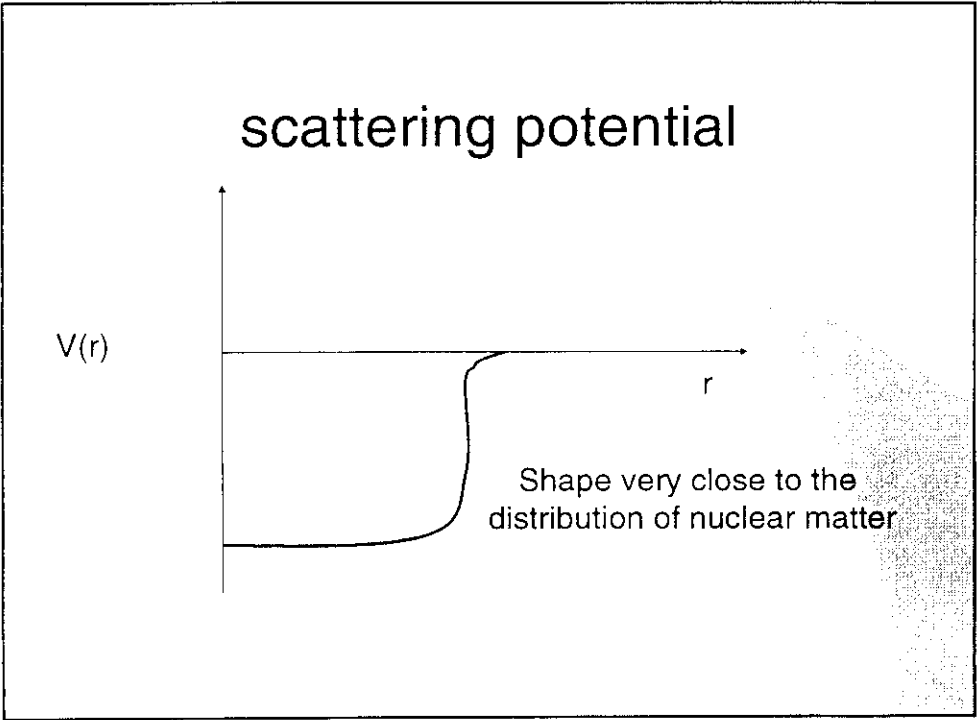 scattering potential
V(r)
r
Shape very close to the
distribution of nuclear matter